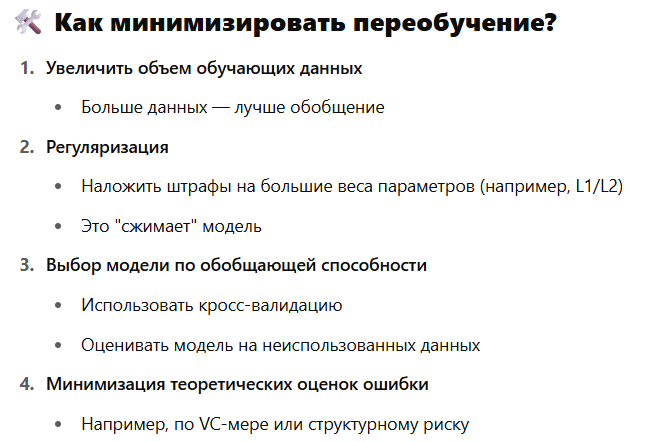 🛠️ Как минимизировать переобучение?
1. Увеличить объем обучающих данных
• Больше данных — лучше обобщение
2. Регуляризация
• Наложить штрафы на большие веса параметров (например, L1/L2)
• Это "сжимает" модель
3. Выбор модели по обобщающей способности
• Использовать кросс-валидацию
• Оценивать модель на неиспользованных данных
4. Минимизация теоретических оценок ошибки
• Например, по VC-мере или структурному риску